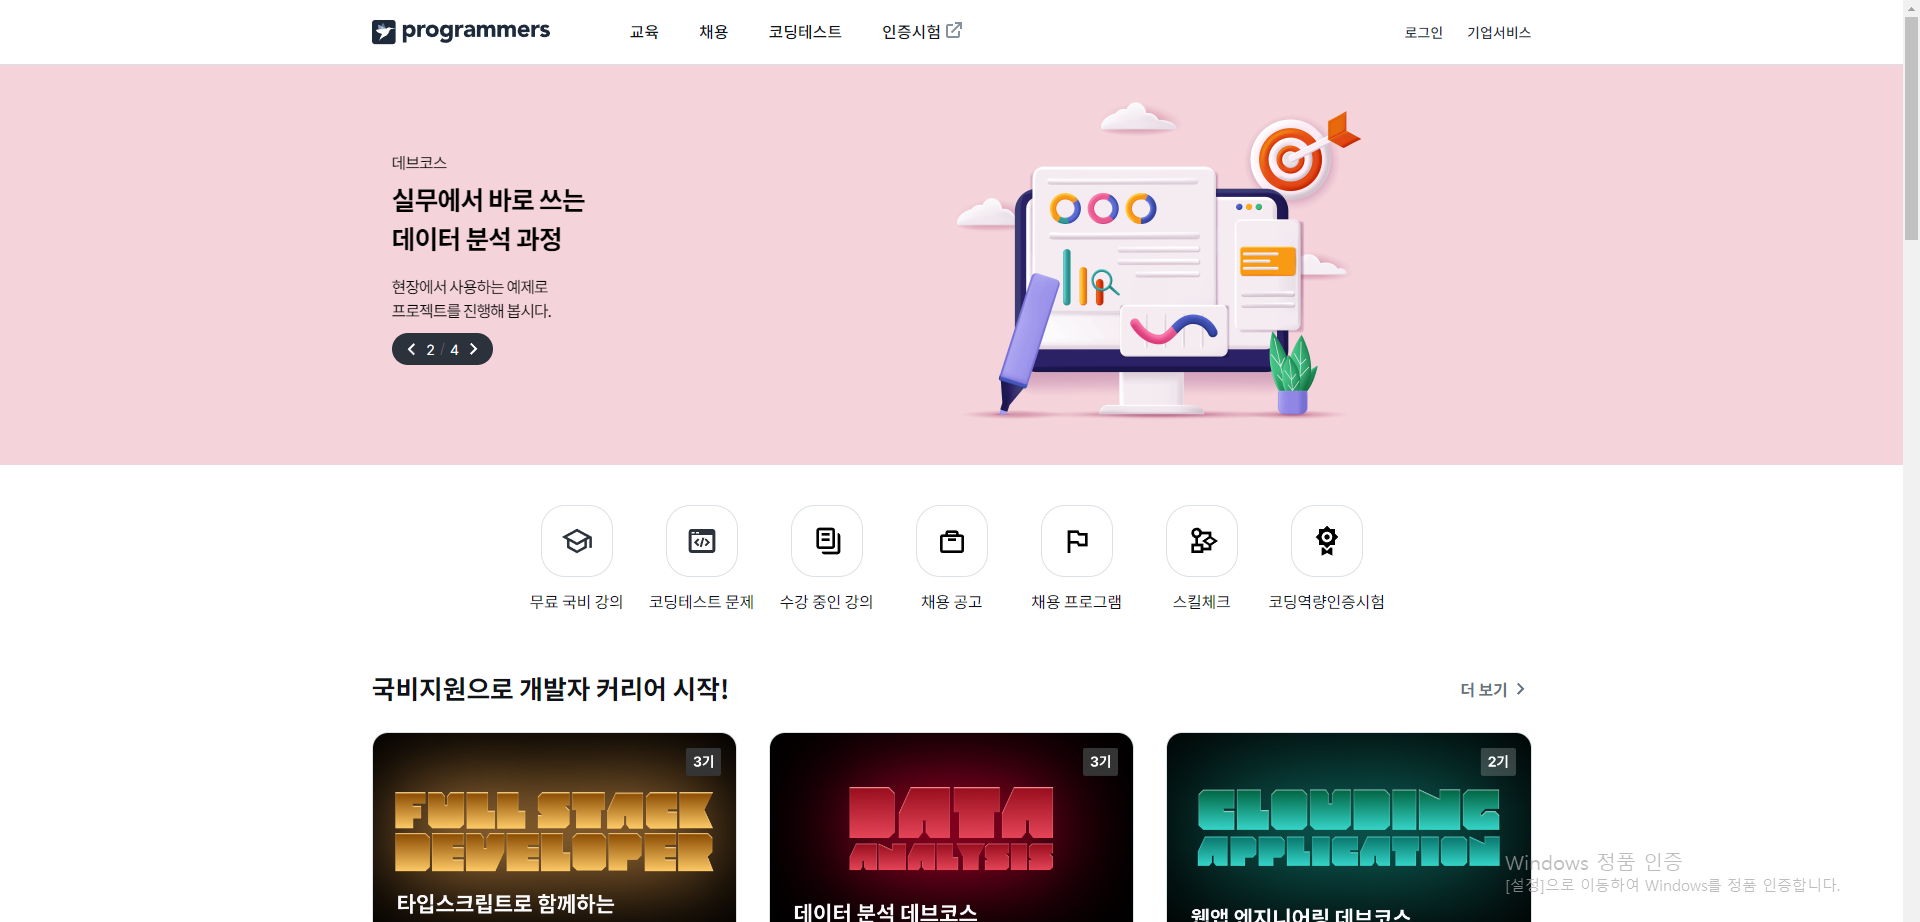 programmers
교육 채용 코딩테스트 인증시험
로그인 기업서비스
데브코스
실무에서 바로 쓰는
데이터 분석 과정
현장에서 사용하는 예제로
프로젝트를 진행해 봅시다.
2 / 4
무료 국비 강의 코딩테스트 문제 수강 중인 강의 채용 공고 채용 프로그램 스킬체크 코딩역량인증시험
국비지원으로 개발자 커리어 시작!
더 보기
3기
FULL STACK
DEVELOPER
타입스크립트로 함께하는
3기
DATA
ANALYSIS
데이터 분석 데브코스
2기
CLOUDING
APPLICATION
웹앱 엔지니어링 데브코스
Windows 정품 인증
[설정]으로 이동하여 Windows를 정품 인증합니다.